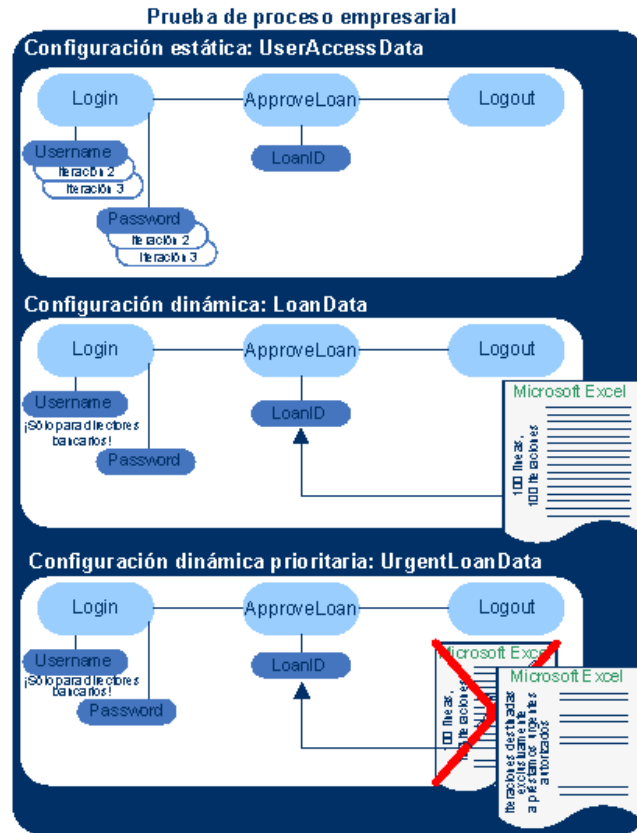 Prueba de proceso empresarial
Configuración estática: UserAccessData
Login
ApproveLoan
Logout
Username
Iteración 2
Iteración 3
LoanID
Password
Iteración 2
Iteración 3
Configuración dinámica: LoanData
Login
ApproveLoan
Logout
Username
¡Sólo para directores
bancarios!
LoanID
Password
Microsoft Excel
100 líneas,
100 iteraciones
Configuración dinámica prioritaria: UrgentLoanData
Login
ApproveLoan
Logout
Username
¡Sólo para directores
bancarios!
LoanID
Password
Microsoft Excel
100 líneas,
iteraciones
Microsoft Excel
Iteraciones destinadas
exclusivamente
a préstamos urgentes
autorizados